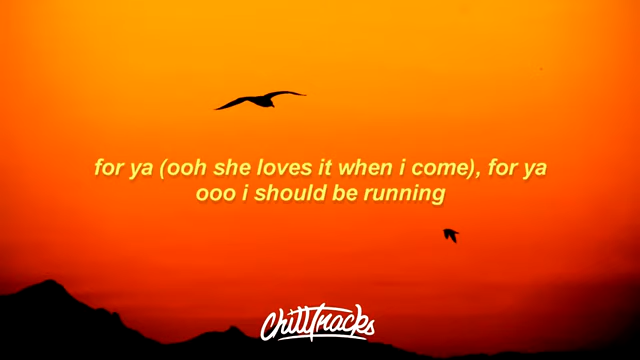 for ya (ooh she loves it when i come), for ya
ooo i should be running
ChillTracks